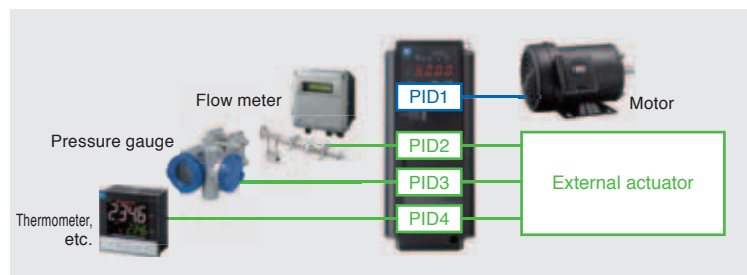 Flow meter
Pressure gauge
Thermometer,
etc.
PID1
PID2
PID3
PID4
Motor
External actuator